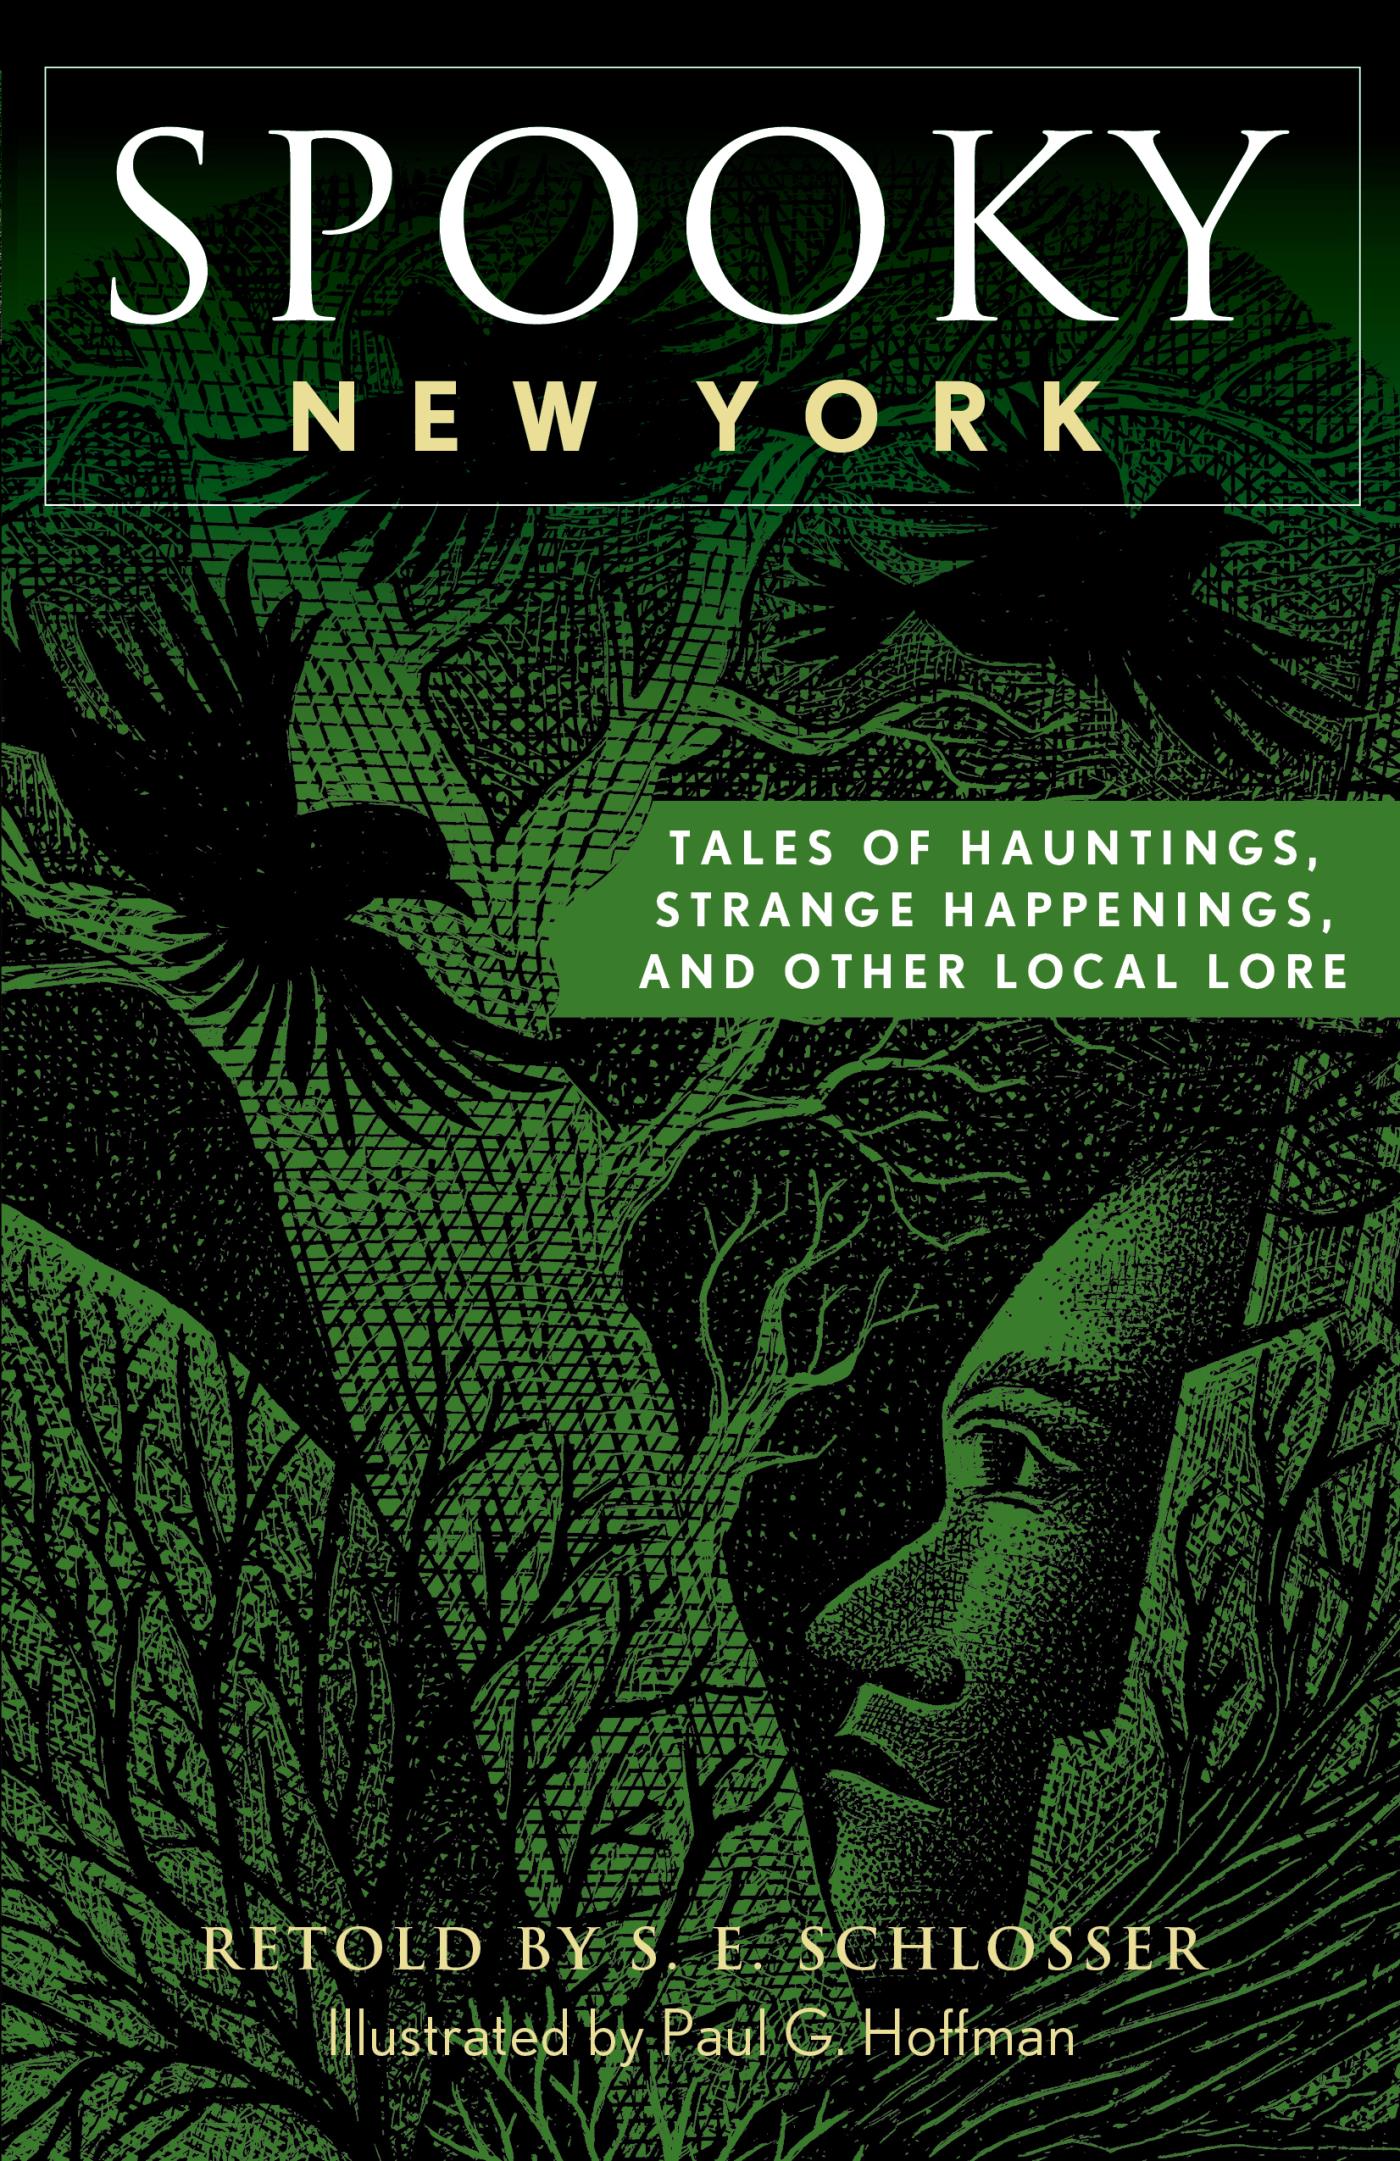 SPOOKY
NEW YORK
TALES OF HAUNTINGS,
STRANGE HAPPENINGS,
AND OTHER LOCAL LORE
RETOLD BY S. E. SCHLOSSER
Illustrated by Paul G. Hoffman